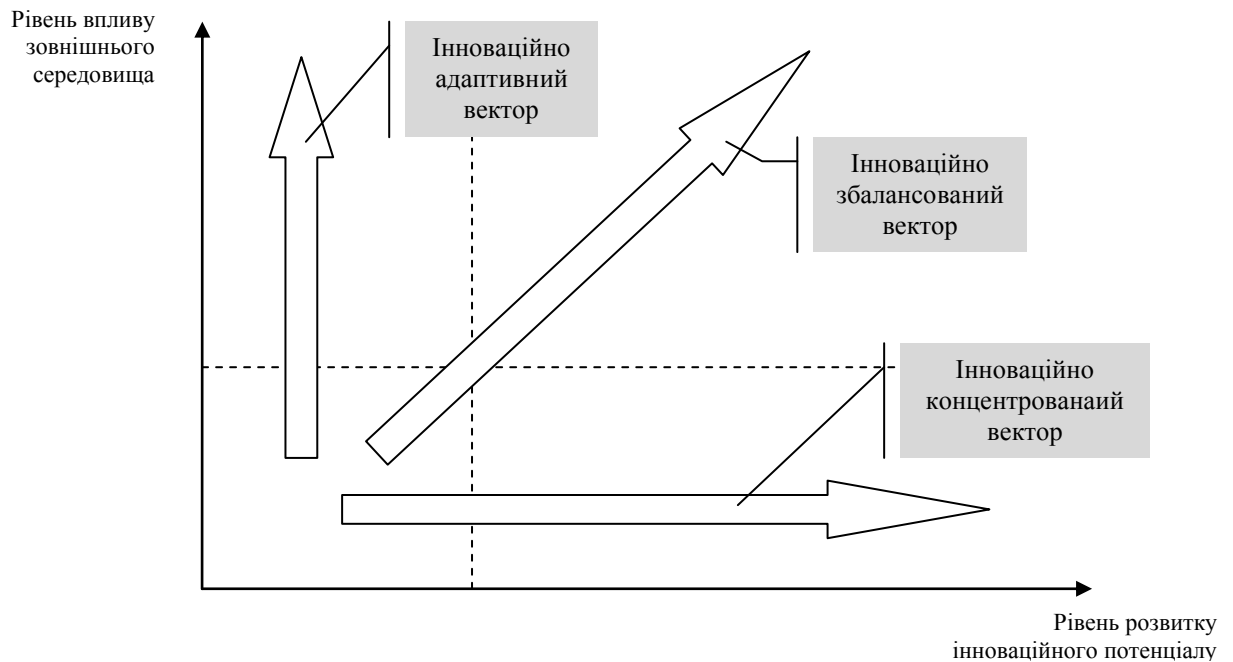 Рівень впливу
зовнішнього
середовища
Інноваційно
адаптивний
вектор
Інноваційно
збалансований
вектор
Інноваційно
концентрованаий
вектор
Рівень розвитку
інноваційного потенціалу